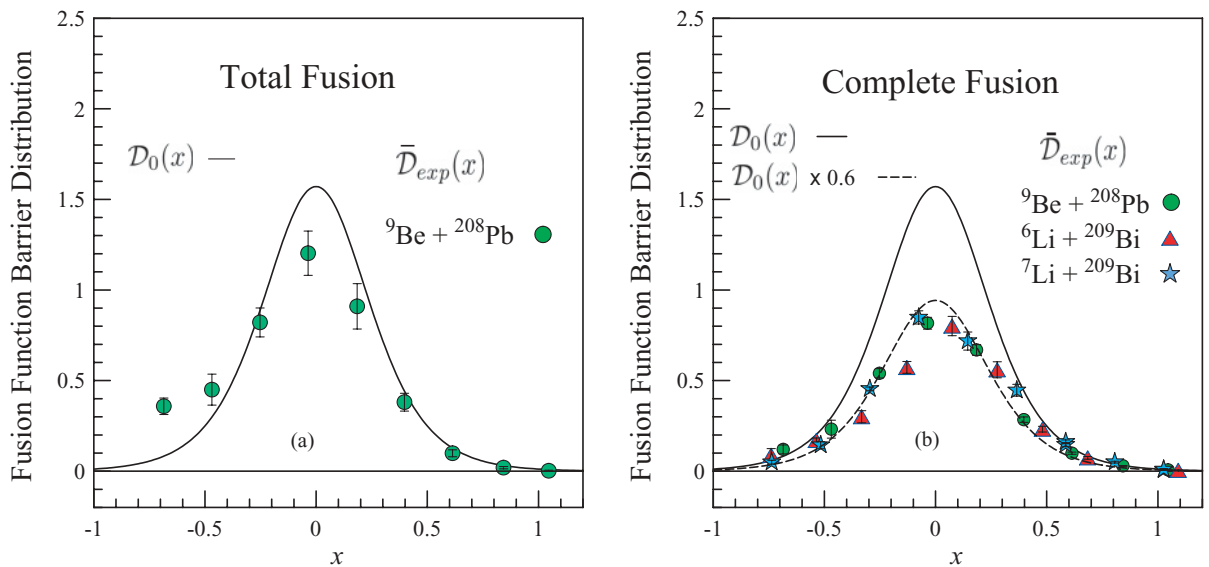 Fusion Function Barrier Distribution
2.5
2
1.5
1
0.5
0
-1
-0.5
0
0.5
1
x
Total Fusion
𝒟₀(x)
𝒟̄ₑₓₚ(x)
⁹Be + ²⁰⁸Pb
(a)
Fusion Function Barrier Distribution
2.5
2
1.5
1
0.5
0
-1
-0.5
0
0.5
1
x
Complete Fusion
𝒟₀(x)
𝒟₀(x) x 0.6
𝒟̄ₑₓₚ(x)
⁹Be + ²⁰⁸Pb
⁶Li + ²⁰⁹Bi
⁷Li + ²⁰⁹Bi
(b)